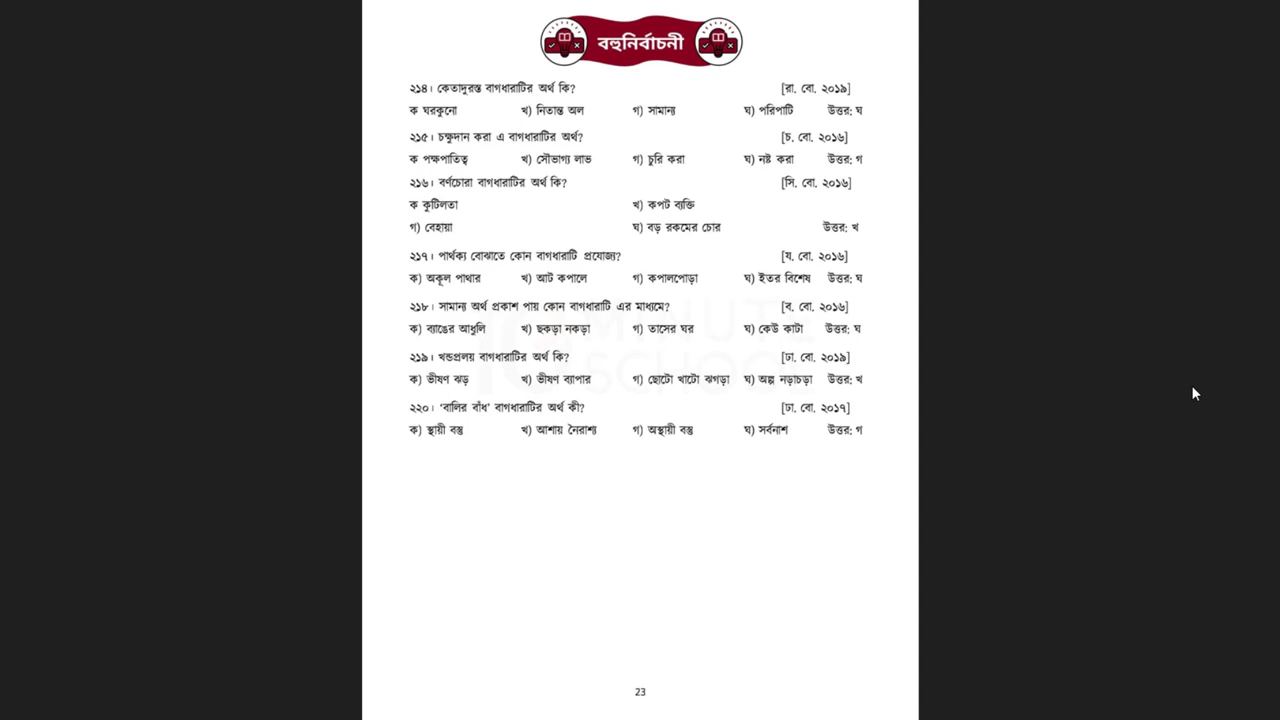 বহুনির্বাচনী
২১৪। কেতাদুরস্ত বাগধারাটির অর্থ কি? [রা. বো. ২০১৯]
ক ঘরকুনো খ) নিতান্ত অল গ) সামান্য ঘ) পরিপাটি উত্তর: ঘ
২১৫। চক্ষুদান করা এ বাগধারাটির অর্থ? [চ. বো. ২০১৬]
ক পক্ষপাতিত্ব খ) সৌভাগ্য লাভ গ) চুরি করা ঘ) নষ্ট করা উত্তর: গ
২১৬। বর্ণচোরা বাগধারাটির অর্থ কি? [সি. বো. ২০১৬]
ক কুটিলতা খ) কপট ব্যক্তি
গ) বেহায়া ঘ) বড় রকমের চোর উত্তর: খ
২১৭। পার্থক্য বোঝাতে কোন বাগধারাটি প্রযোজ্য? [য. বো. ২০১৬]
ক) অকূল পাথার খ) আট কপালে গ) কপালপোড়া ঘ) ইতর বিশেষ উত্তর: ঘ
২১৮। সামান্য অর্থ প্রকাশ পায় কোন বাগধারাটি এর মাধ্যমে? [ব. বো. ২০১৬]
ক) ব্যাঙের আধুলি খ) ছকড়া নকড়া গ) তাসের ঘর ঘ) কেউ কাটা উত্তর: ঘ
২১৯। খন্ডপ্রলয় বাগধারাটির অর্থ কি? [ঢা. বো. ২০১৯]
ক) ভীষণ ঝড় খ) ভীষণ ব্যাপার গ) ছোটো খাটো ঝগড়া ঘ) অল্প নড়াচড়া উত্তর: খ
২২০। ‘বালির বাঁধ’ বাগধারাটির অর্থ কী? [ঢা. বো. ২০১৭]
ক) স্থায়ী বস্তু খ) আশায় নৈরাশ্য গ) অস্থায়ী বস্তু ঘ) সর্বনাশ উত্তর: গ
10 MINUTE
SCHOOL
23